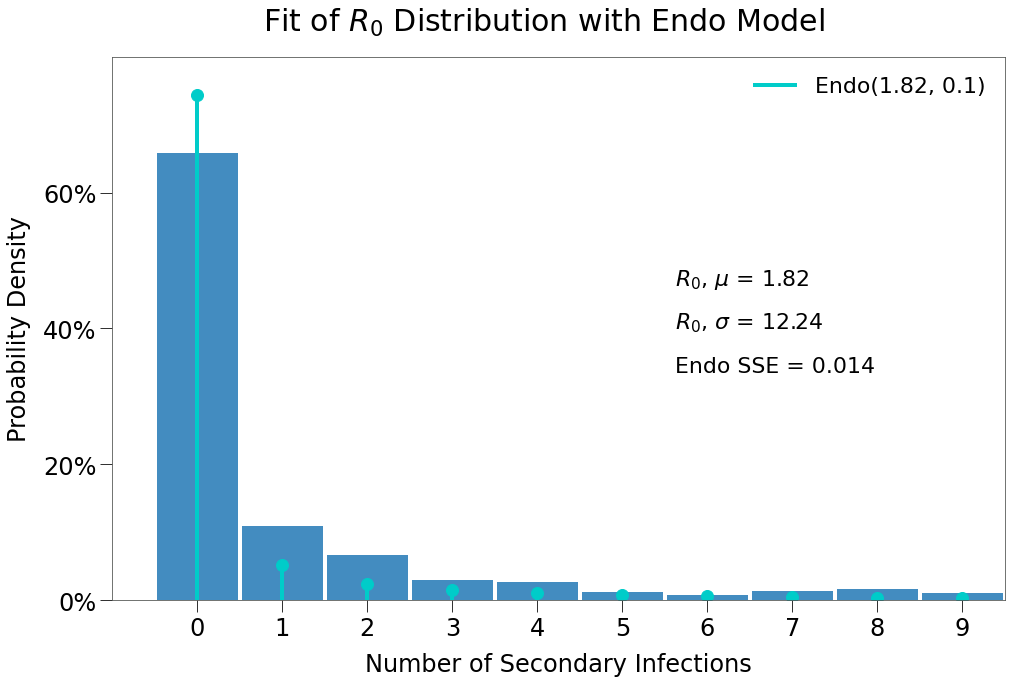 Fit of R₀ Distribution with Endo Model
Endo(1.82, 0.1)
60%
40%
20%
0%
Probability Density
R₀, μ = 1.82
R₀, σ = 12.24
Endo SSE = 0.014
0 1 2 3 4 5 6 7 8 9
Number of Secondary Infections